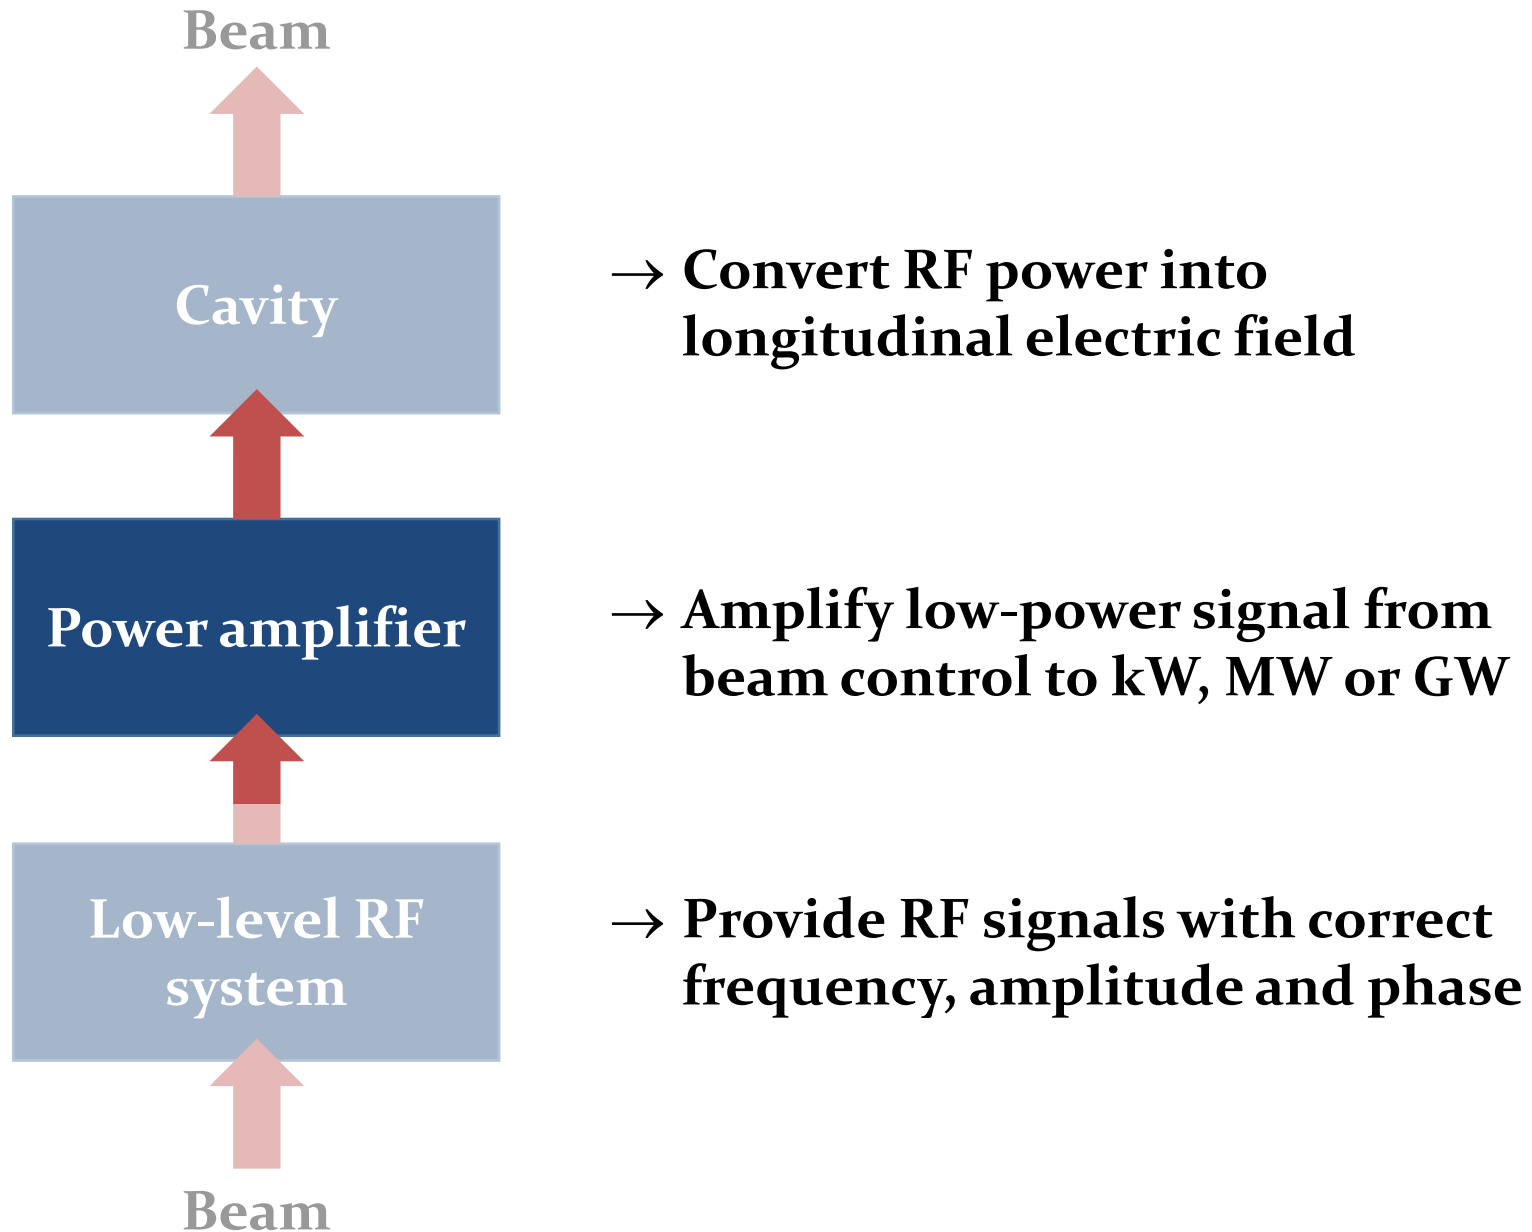 Beam
Cavity
→ Convert RF power into
longitudinal electric field
Power amplifier
→ Amplify low-power signal from
beam control to kW, MW or GW
Low-level RF
system
→ Provide RF signals with correct
frequency, amplitude and phase
Beam